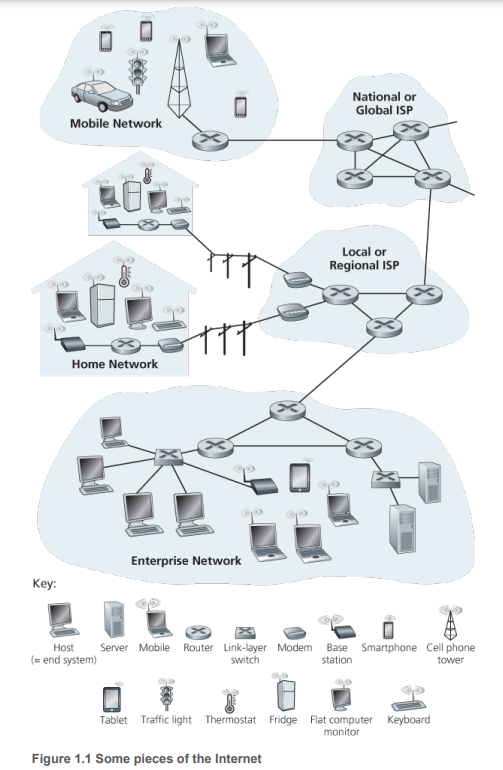 National or
Global ISP
Mobile Network
Local or
Regional ISP
Home Network
Enterprise Network
Key:
Host
(= end system)
Server
Mobile
Router
Link-layer
switch
Modem
Base
station
Smartphone
Cell phone
tower
Tablet
Traffic light
Thermostat
Fridge
Flat computer
monitor
Keyboard
Figure 1.1 Some pieces of the Internet